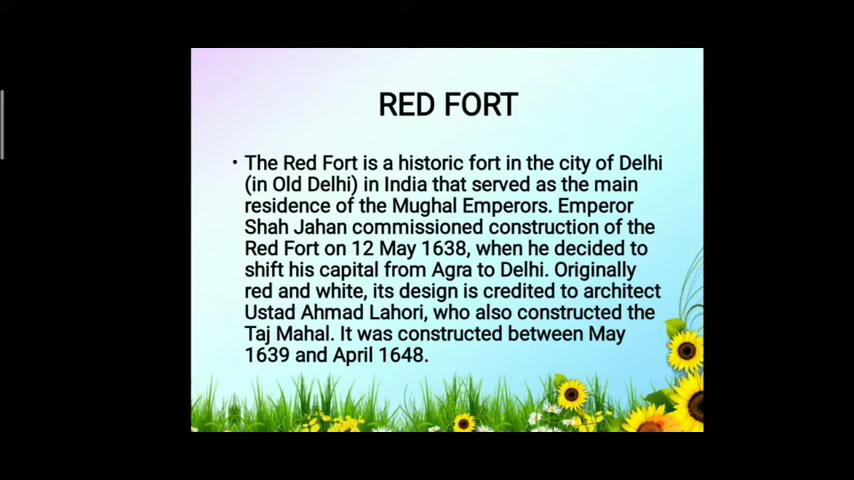 RED FORT
• The Red Fort is a historic fort in the city of Delhi
(in Old Delhi) in India that served as the main
residence of the Mughal Emperors. Emperor
Shah Jahan commissioned construction of the
Red Fort on 12 May 1638, when he decided to
shift his capital from Agra to Delhi. Originally
red and white, its design is credited to architect
Ustad Ahmad Lahori, who also constructed the
Taj Mahal. It was constructed between May
1639 and April 1648.